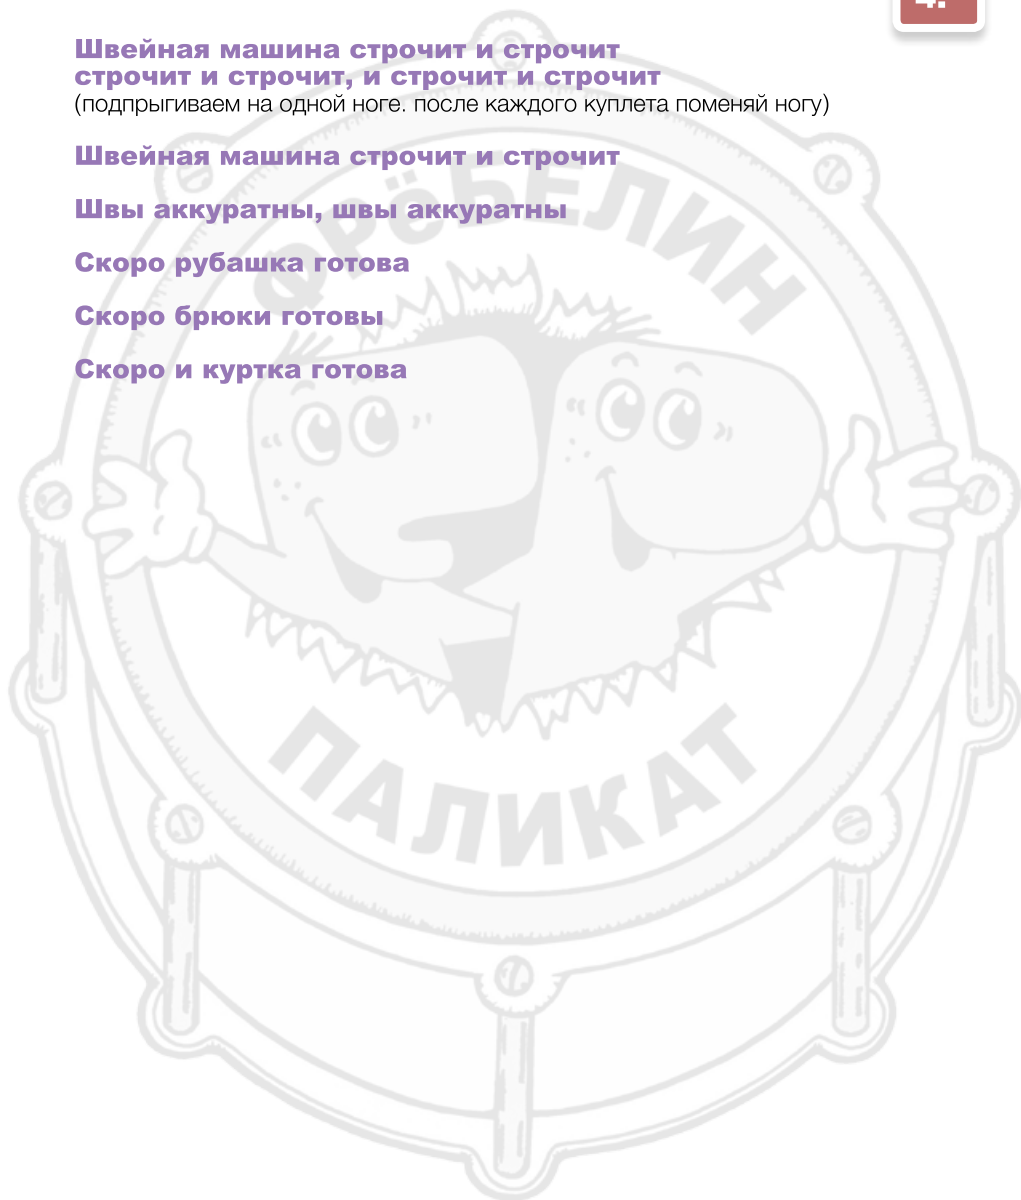 4.
Швейная машина строчит и строчит
строчит и строчит, и строчит и строчит
(подпрыгиваем на одной ноге. после каждого куплета поменяй ногу)
Швейная машина строчит и строчит
Швы аккуратны, швы аккуратны
Скоро рубашка готова
Скоро брюки готовы
Скоро и куртка готова
ФРёБЕЛИН
ПАЛИКАТ